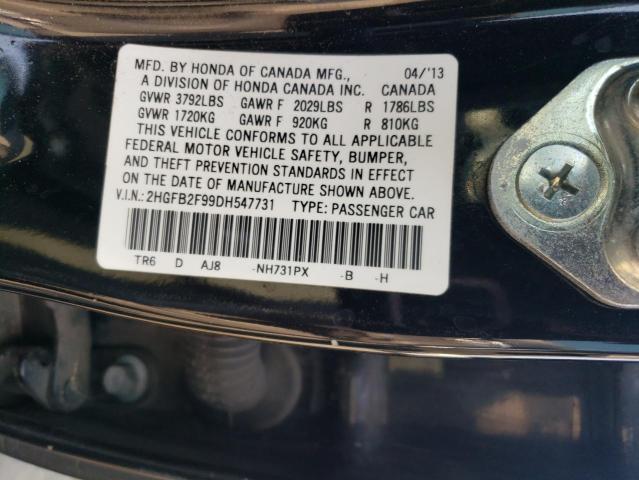 MFD. BY HONDA OF CANADA MFG., 04/'13
A DIVISION OF HONDA CANADA INC. CANADA
GVWR 3792LBS GAWR F 2029LBS R 1786LBS
GVWR 1720KG GAWR F 920KG R 810KG
THIS VEHICLE CONFORMS TO ALL APPLICABLE
FEDERAL MOTOR VEHICLE SAFETY, BUMPER,
AND THEFT PREVENTION STANDARDS IN EFFECT
ON THE DATE OF MANUFACTURE SHOWN ABOVE.
V.I.N.: 2HGFB2F99DH547731 TYPE: PASSENGER CAR
TR6 D AJ8 -NH731PX -B -H